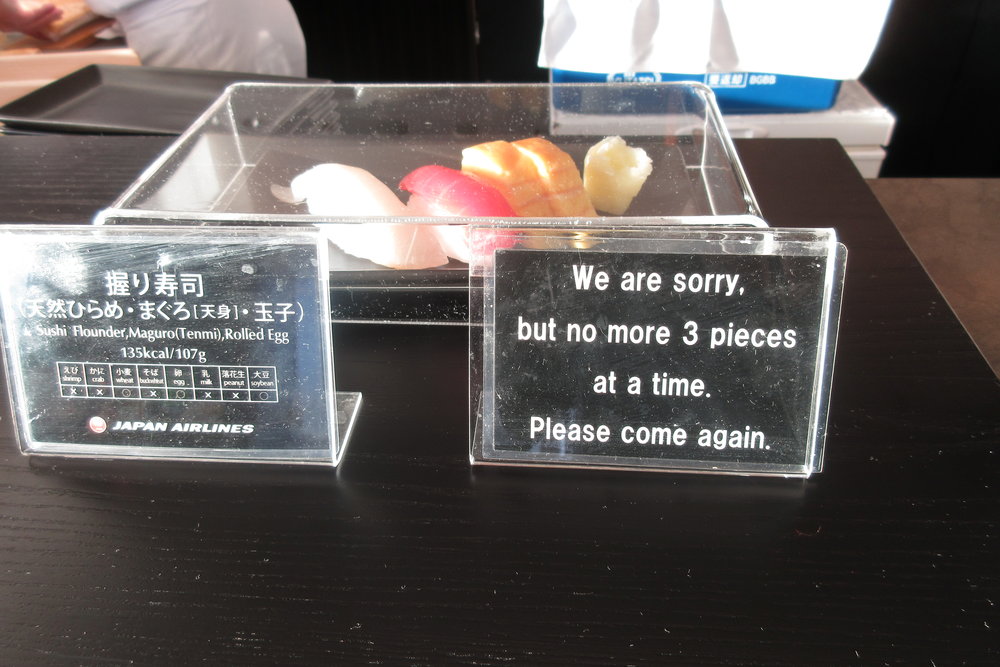 握り寿司
（天然ひらめ・まぐろ[天身]・玉子）
Sushi Flounder,Maguro(Tenmi),Rolled Egg
135kcal/107g
えび かに 小麦 そば 卵 乳 落花生 大豆
shrimp crab wheat buckwheat egg milk peanut soybean
× × ○ × ○ × × ○
JAPAN AIRLINES
We are sorry,
but no more 3 pieces
at a time.
Please come again.